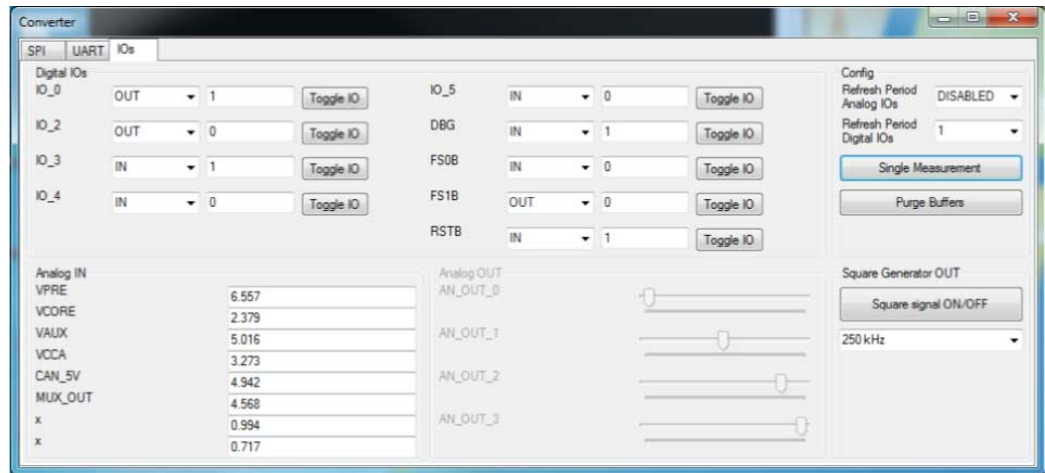 Converter
SPI UART IOs
Digital IOs
IO_0 OUT 1 Toggle IO
IO_2 OUT 0 Toggle IO
IO_3 IN 1 Toggle IO
IO_4 IN 0 Toggle IO
IO_5 IN 0 Toggle IO
DBG IN 1 Toggle IO
FS0B IN 0 Toggle IO
FS1B OUT 0 Toggle IO
RSTB IN 1 Toggle IO
Config
Refresh Period
Analog IOs
DISABLED
Refresh Period
Digital IOs
1
Single Measurement
Purge Buffers
Analog IN
VPRE 6.557
VCORE 2.379
VAUX 5.016
VCCA 3.273
CAN_5V 4.942
MUX_OUT 4.568
x 0.994
x 0.717
Analog OUT
AN_OUT_0
AN_OUT_1
AN_OUT_2
AN_OUT_3
Square Generator OUT
Square signal ON/OFF
250 kHz